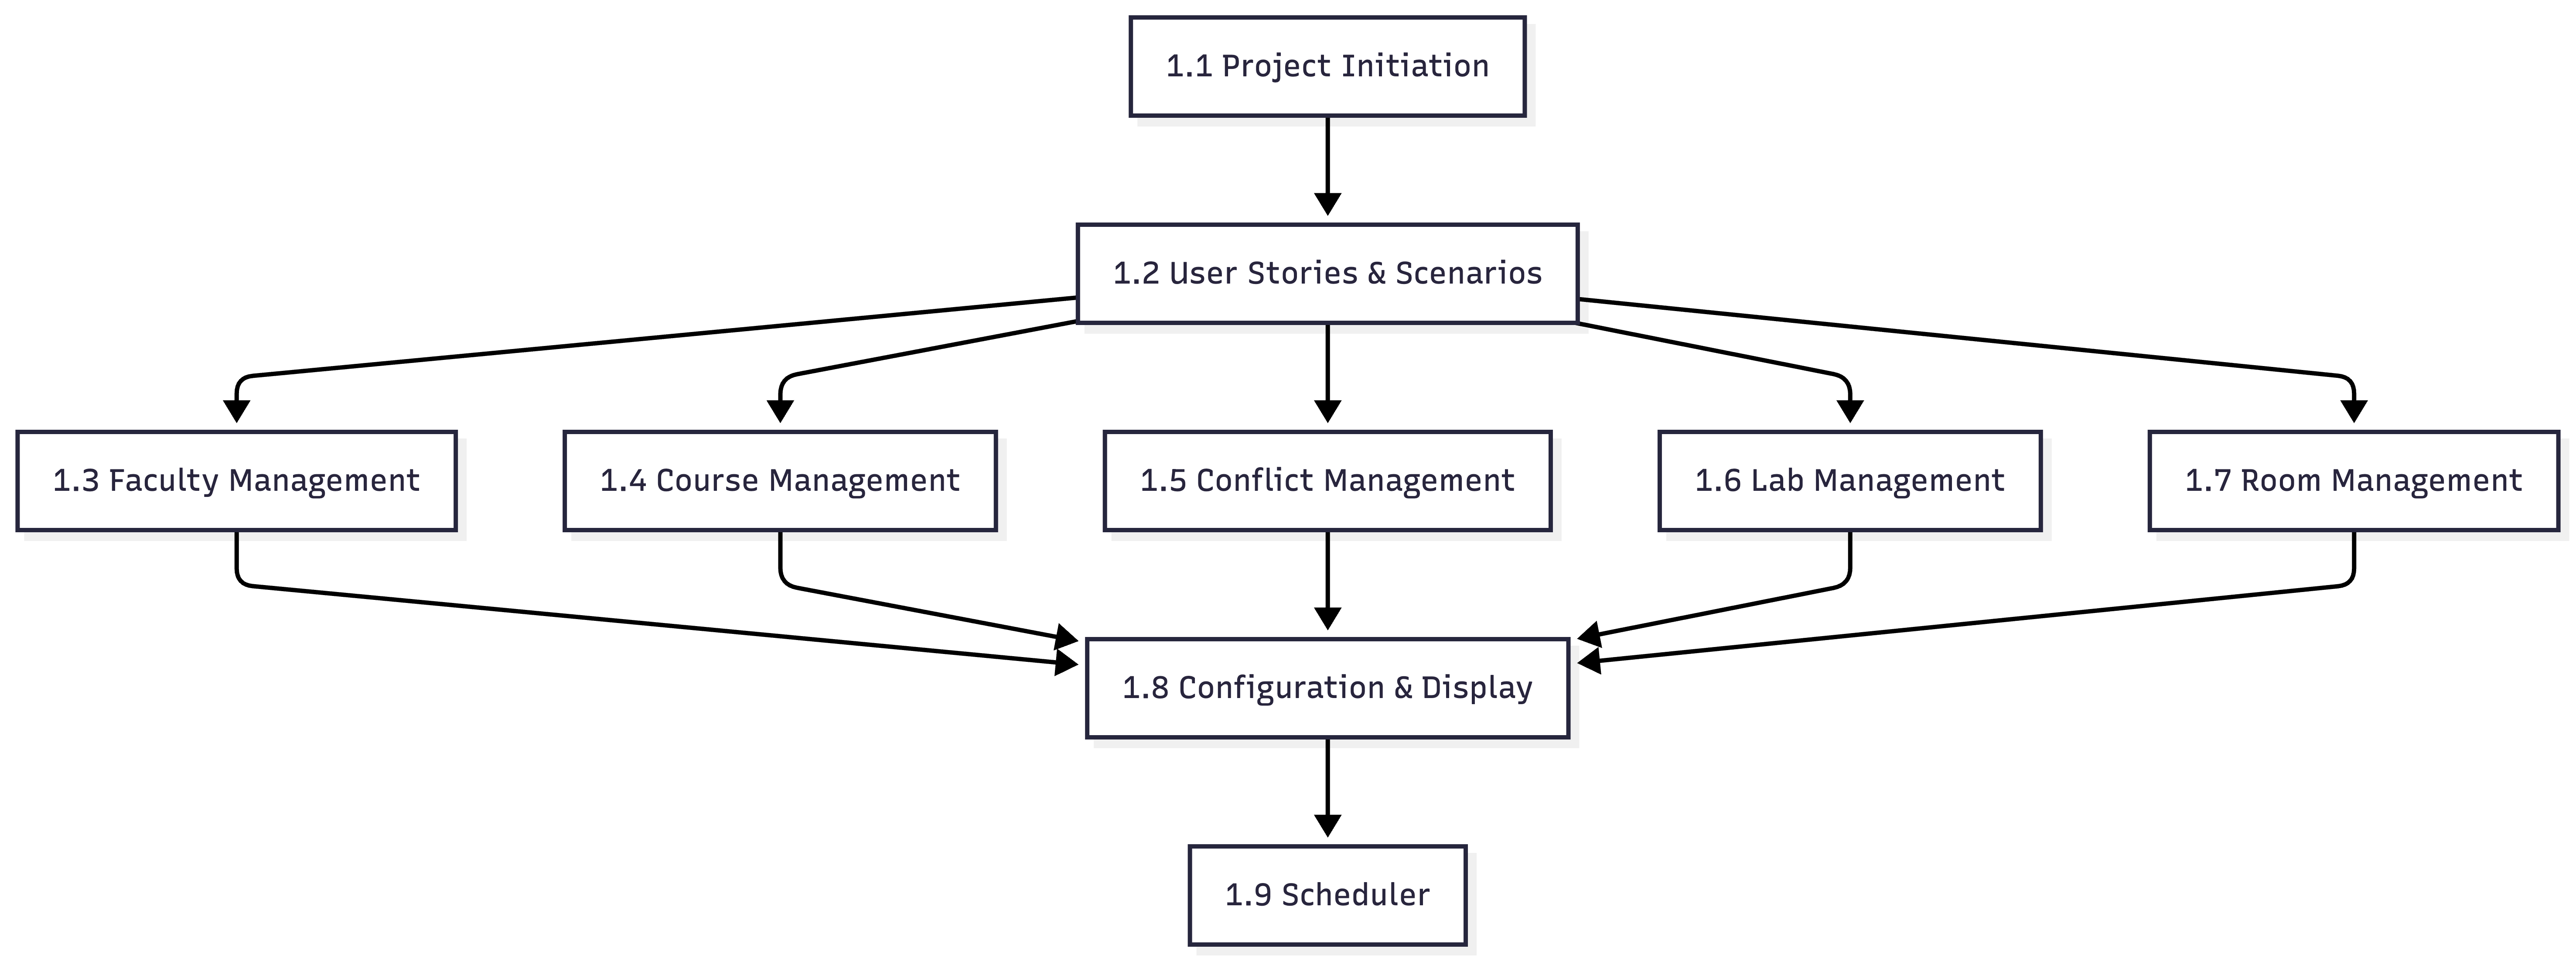 1.1 Project Initiation
1.2 User Stories & Scenarios
1.3 Faculty Management
1.4 Course Management
1.5 Conflict Management
1.6 Lab Management
1.7 Room Management
1.8 Configuration & Display
1.9 Scheduler